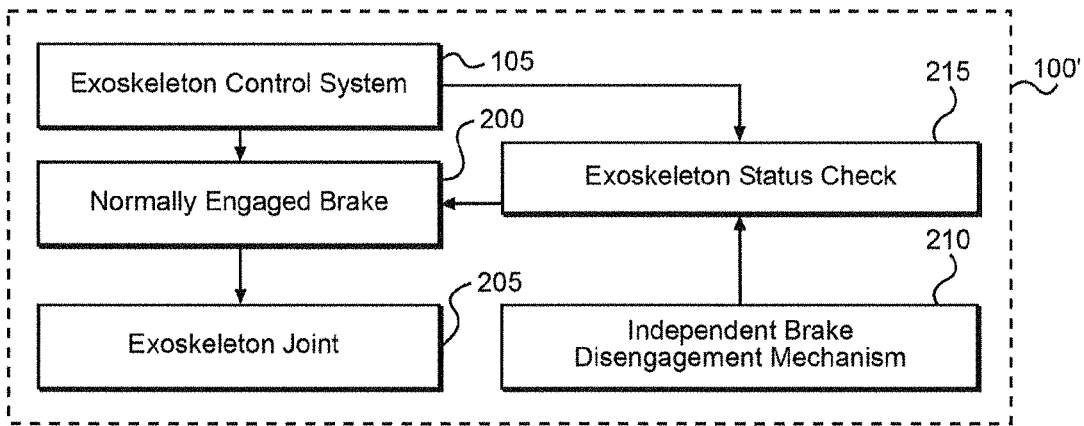 Exoskeleton Control System
105
215
100'
200
Exoskeleton Status Check
Normally Engaged Brake
210
205
Exoskeleton Joint
Independent Brake
Disengagement Mechanism